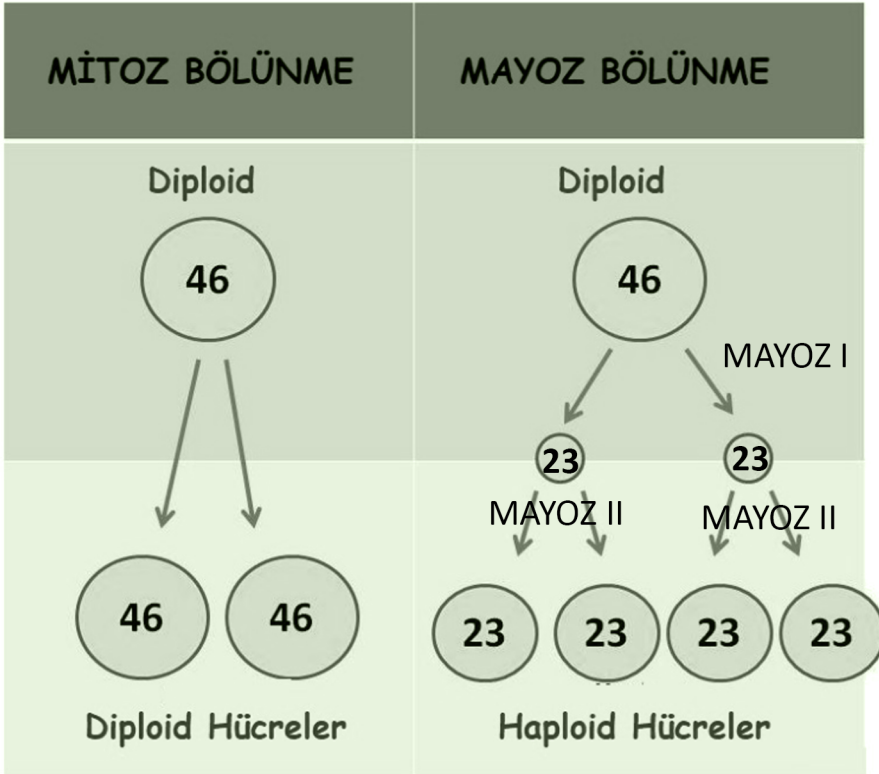 MİTOZ BÖLÜNME
MAYOZ BÖLÜNME
Diploid
Diploid
46
46
MAYOZ I
23
23
MAYOZ II
MAYOZ II
46
46
23
23
23
23
Diploid Hücreler
Haploid Hücreler